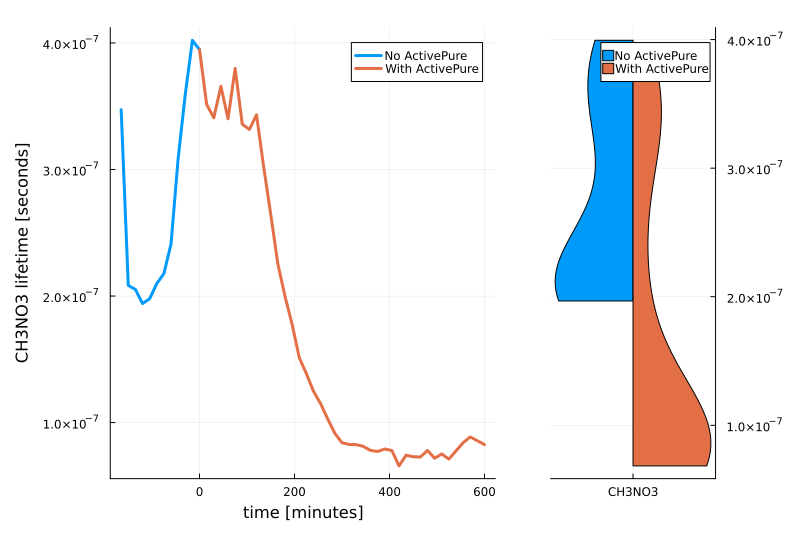 4.0×10⁻⁷
3.0×10⁻⁷
2.0×10⁻⁷
1.0×10⁻⁷
CH3NO3 lifetime [seconds]
0 200 400 600
time [minutes]
No ActivePure
With ActivePure
No ActivePure
With ActivePure
4.0×10⁻⁷
3.0×10⁻⁷
2.0×10⁻⁷
1.0×10⁻⁷
CH3NO3